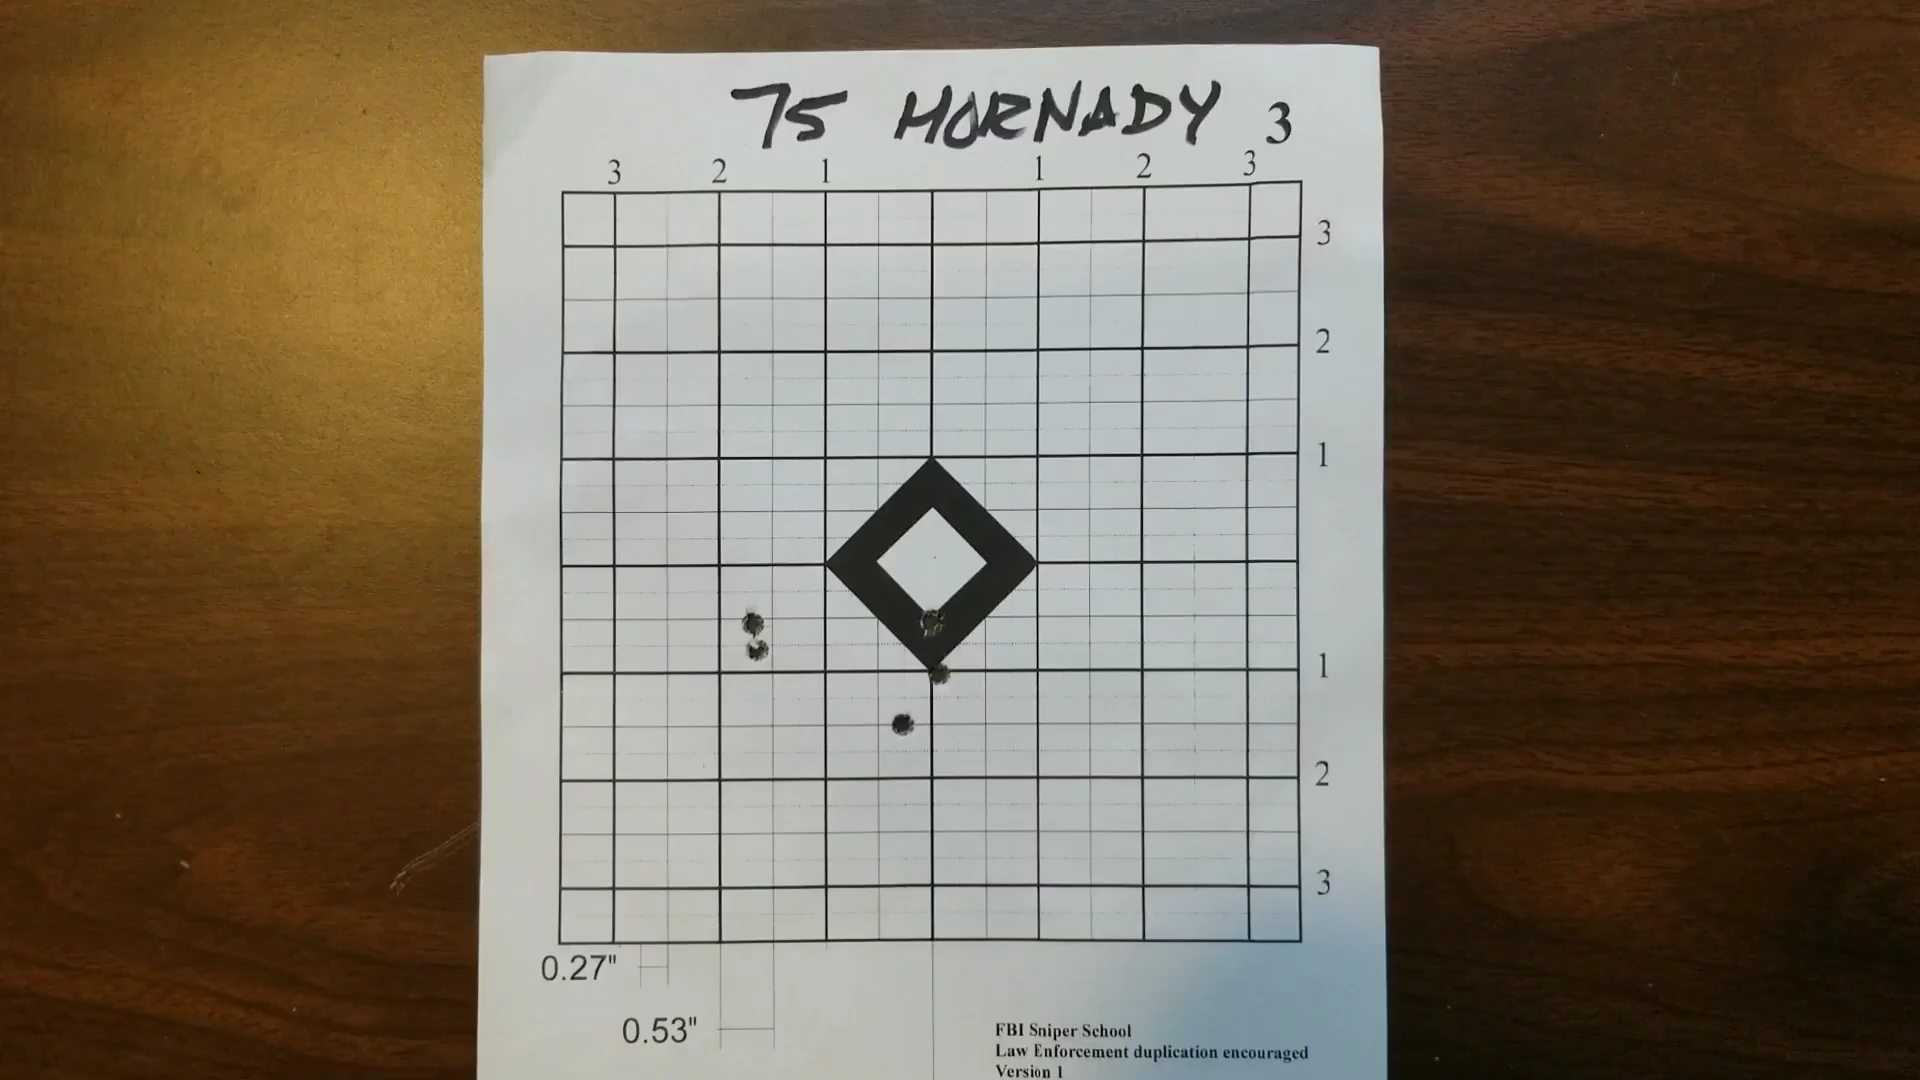 75 HORNADY 3
3 2 1 1 2 3
3
2
1
1
2
3
0.27"
0.53"
FBI Sniper School
Law Enforcement duplication encouraged
Version 1